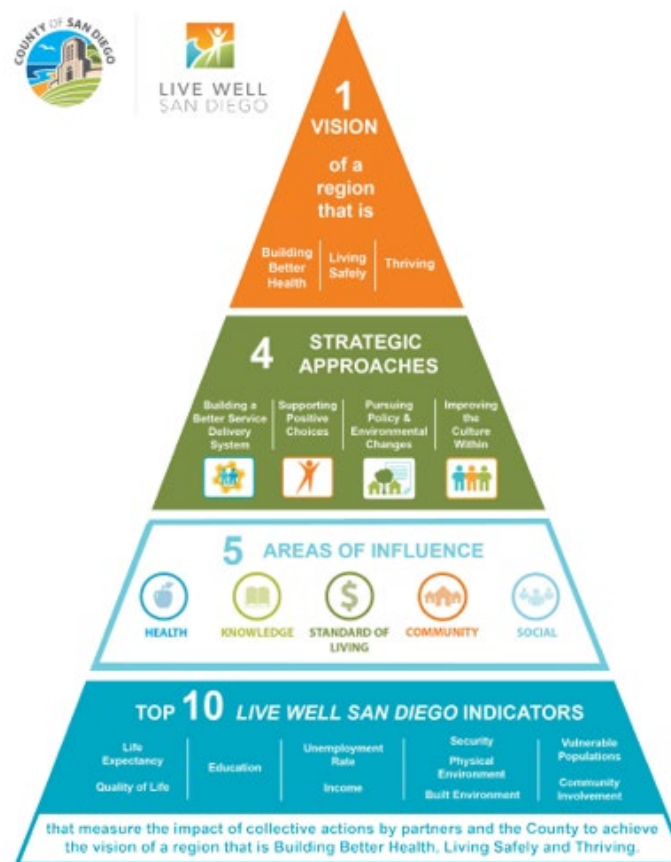 COUNTY OF SAN DIEGO
LIVE WELL
SAN DIEGO
1
VISION
of a
region
that is
Building
Better
Health
Living
Safely
Thriving
4
STRATEGIC
APPROACHES
Building a
Better Service
Delivery
System
Supporting
Positive
Choices
Pursuing
Policy &
Environmental
Changes
Improving
the
Culture
Within
5 AREAS OF INFLUENCE
HEALTH
KNOWLEDGE
STANDARD OF
LIVING
COMMUNITY
SOCIAL
TOP 10 LIVE WELL SAN DIEGO INDICATORS
Life
Expectancy
Quality of Life
Education
Unemployment
Rate
Income
Security
Physical
Environment
Built Environment
Vulnerable
Populations
Community
Involvement
that measure the impact of collective actions by partners and the County to achieve
the vision of a region that is Building Better Health, Living Safely and Thriving.